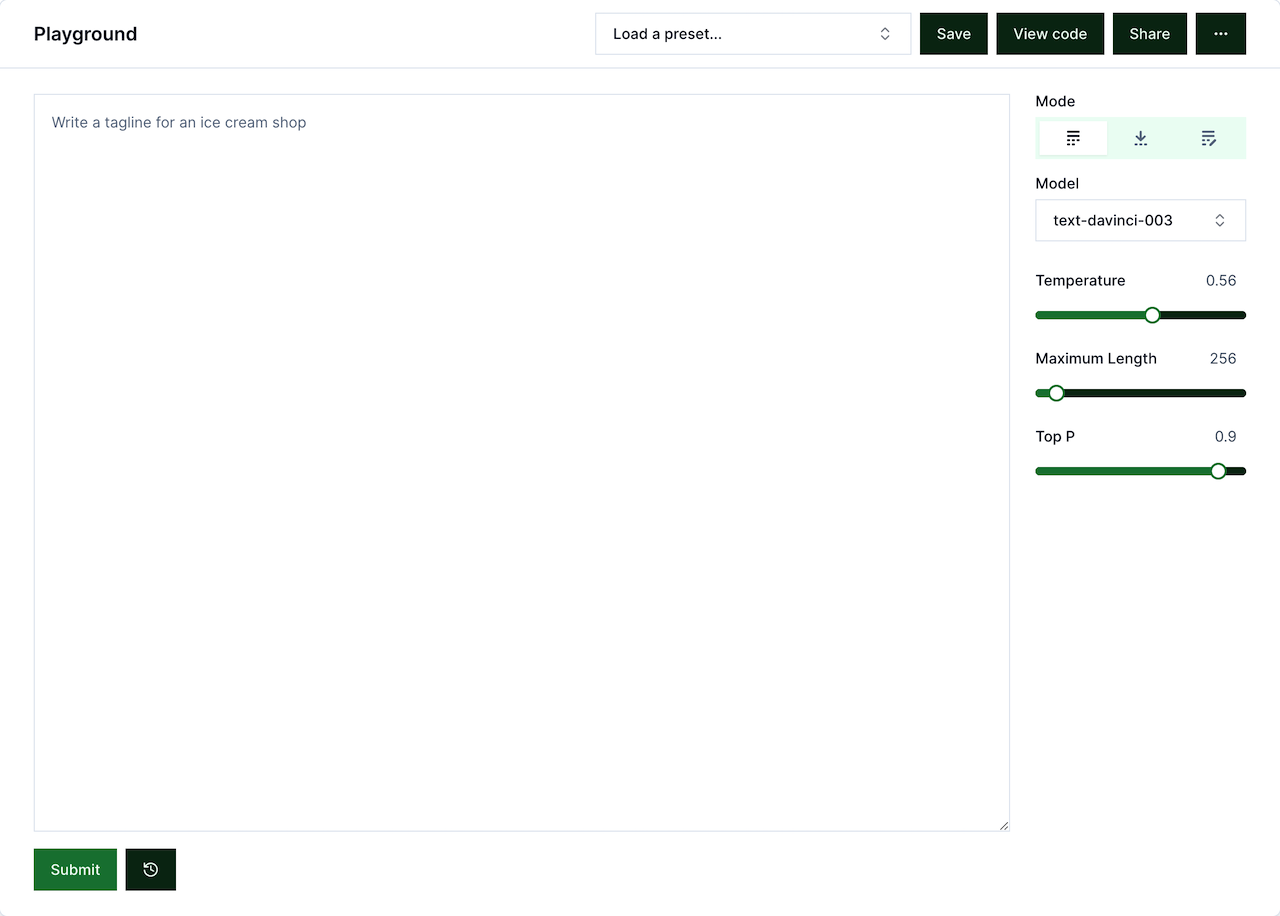 Playground
Load a preset...
Save
View code
Share
Write a tagline for an ice cream shop
Mode
Model
text-davinci-003
Temperature 0.56
Maximum Length 256
Top P 0.9
Submit